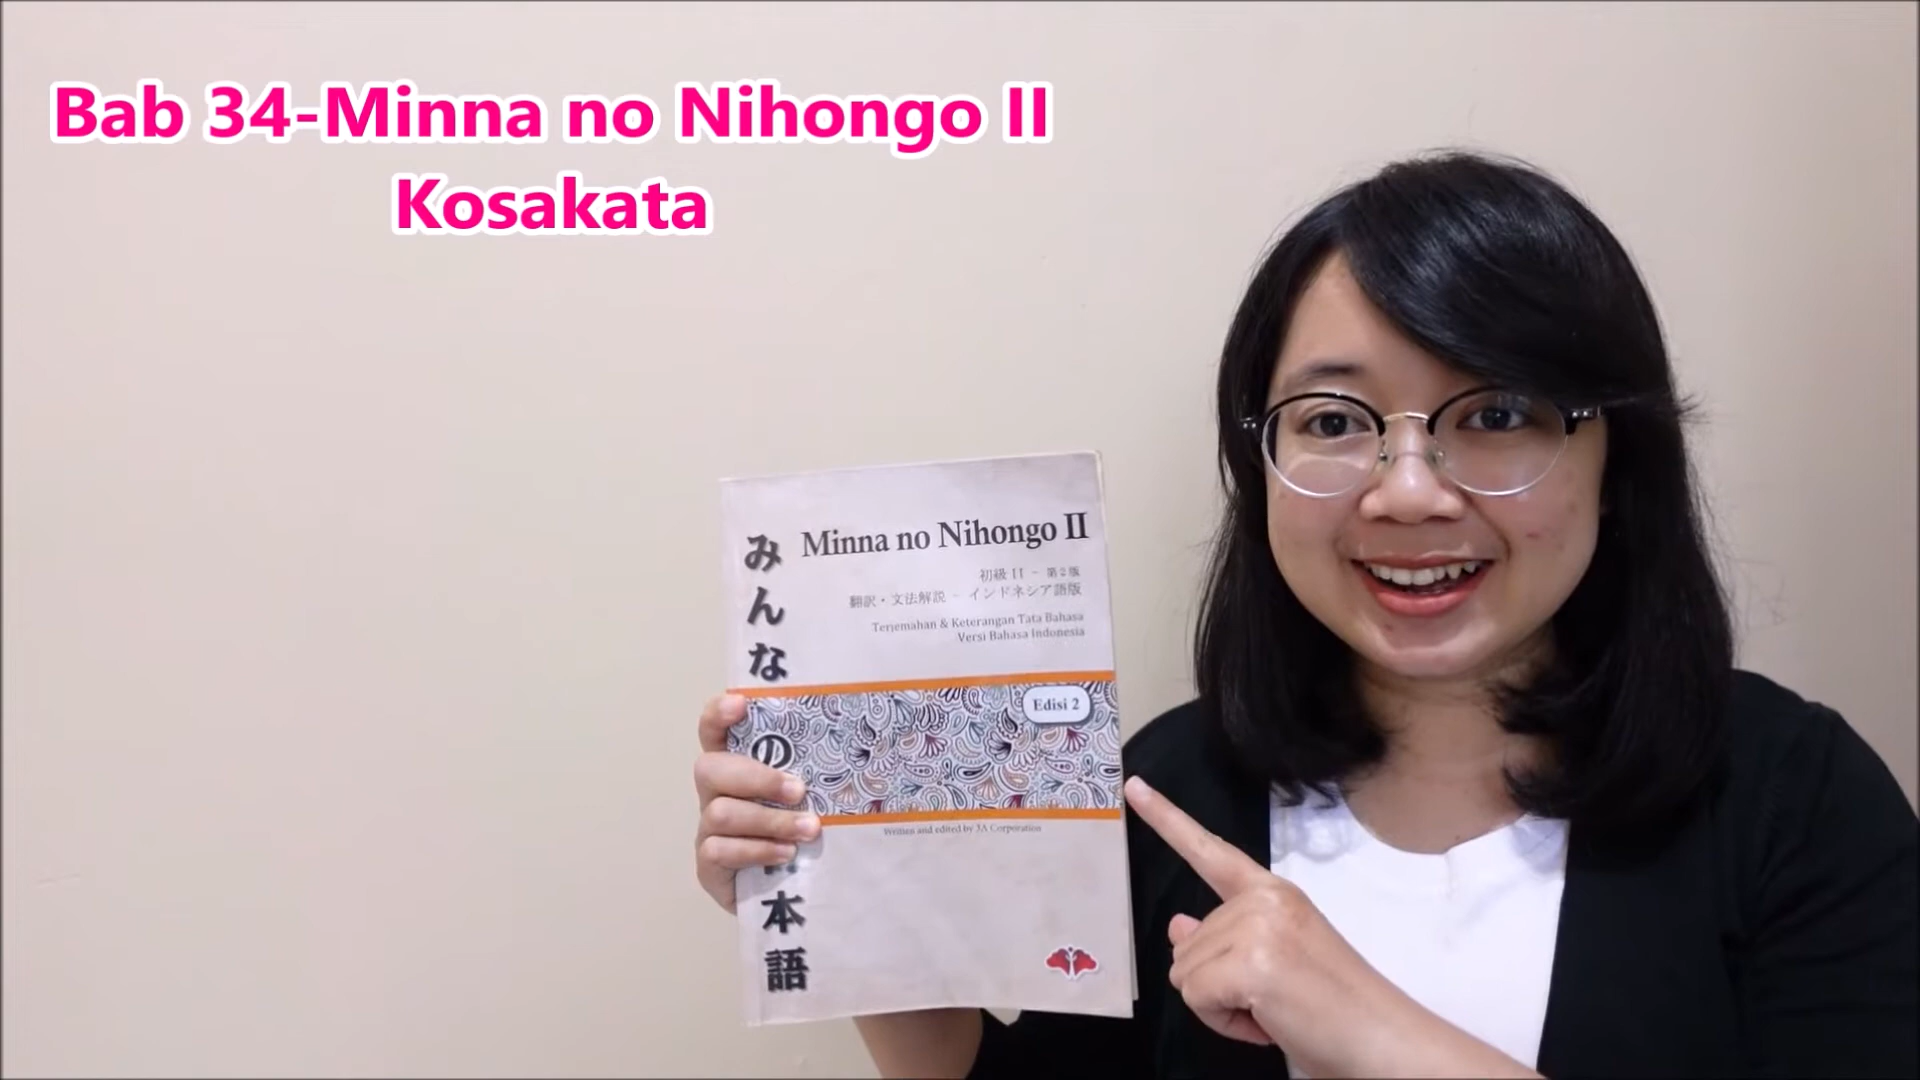 Bab 34-Minna no Nihongo II
Kosakata
みんなの
本語
Minna no Nihongo II
初級 II - 第2版
翻訳・文法解説 - インドネシア語版
Terjemahan & Keterangan Tata Bahasa
Versi Bahasa Indonesia
Edisi 2
Written and edited by 3A Corporation